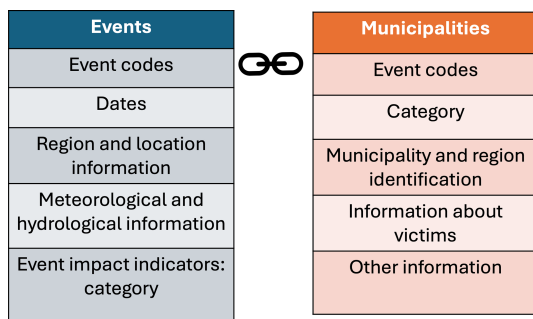 Events
Event codes
Dates
Region and location
information
Meteorological and
hydrological information
Event impact indicators:
category
Municipalities
Event codes
Category
Municipality and region
identification
Information about
victims
Other information